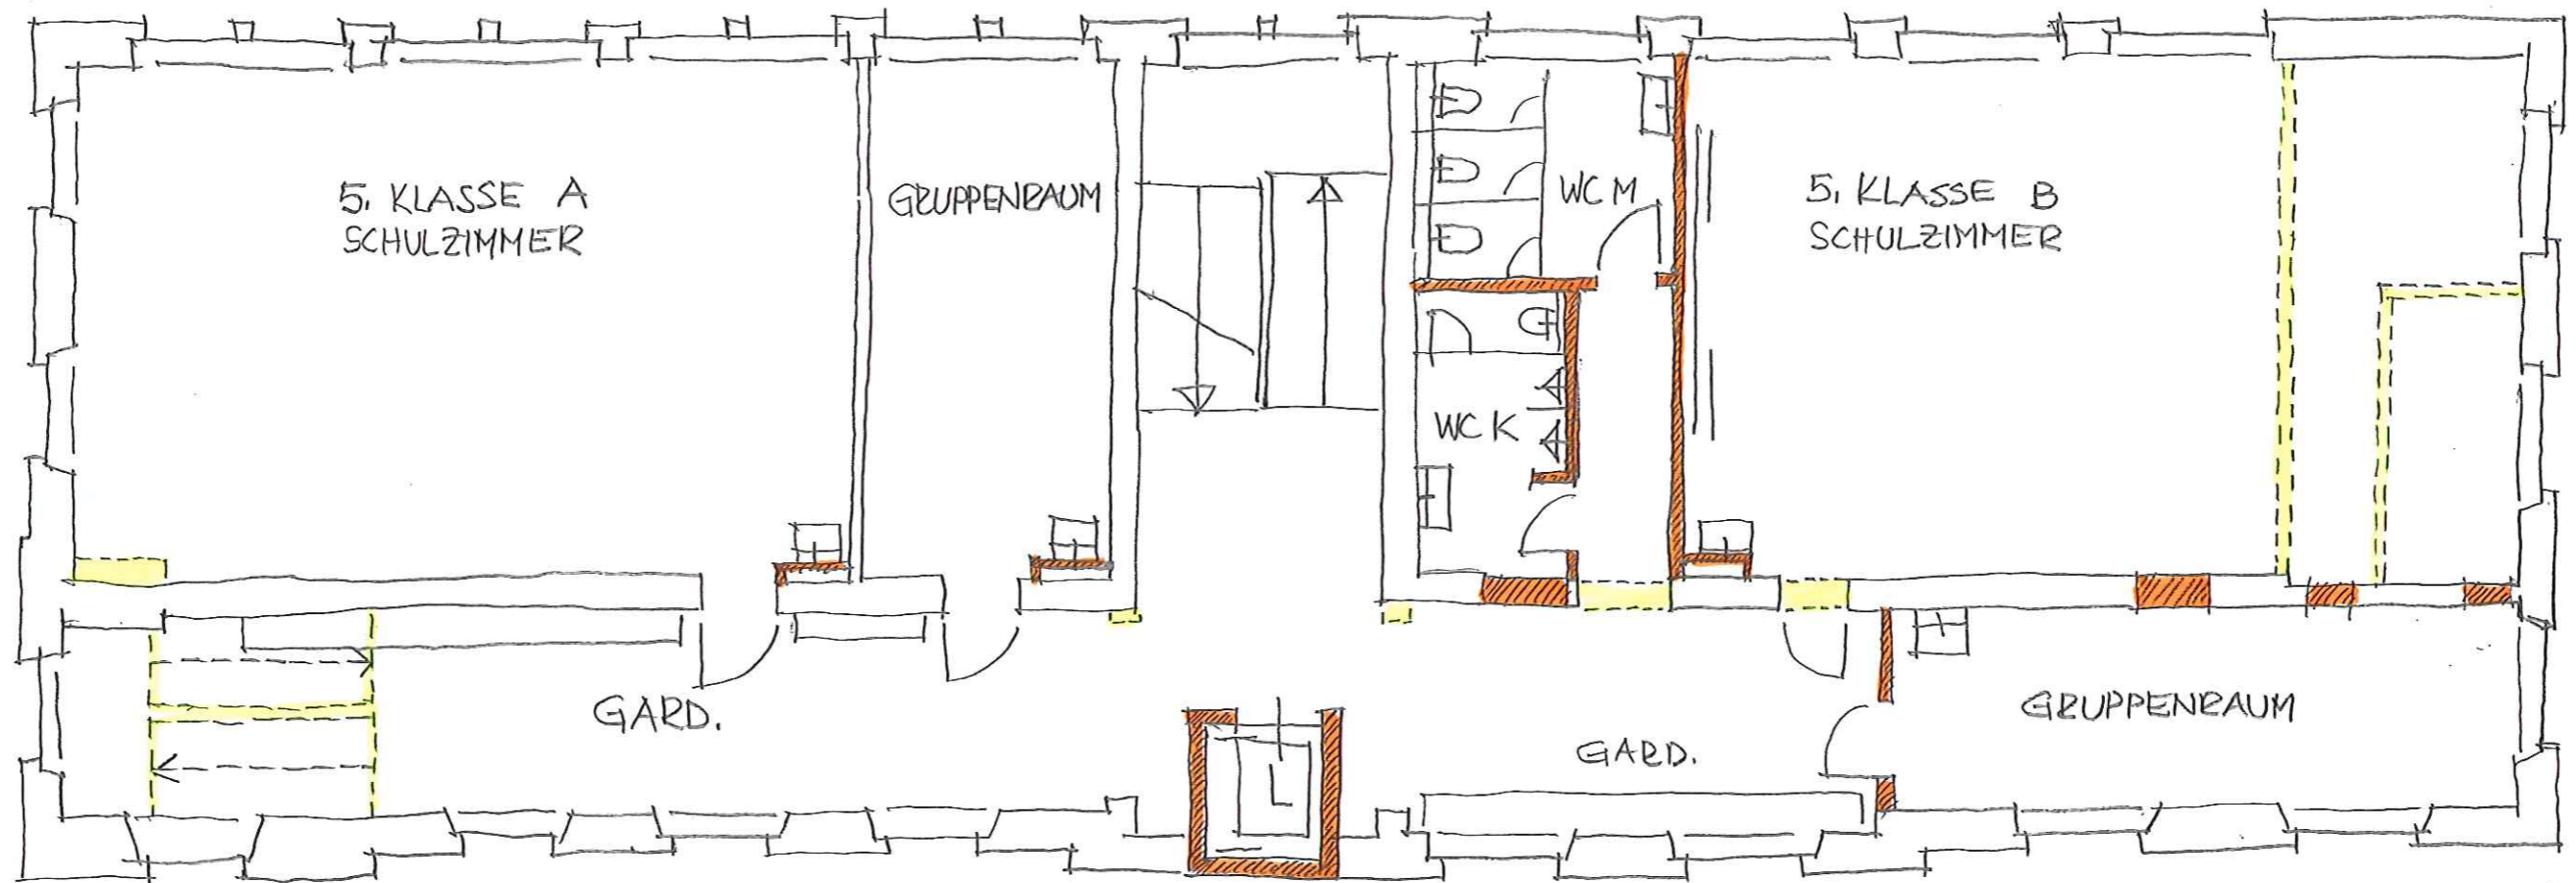 5. KLASSE A
SCHULZIMMER
GRUPPENRAUM
WC M
5. KLASSE B
SCHULZIMMER
WC K
GARD.
L
GARD.
GRUPPENRAUM